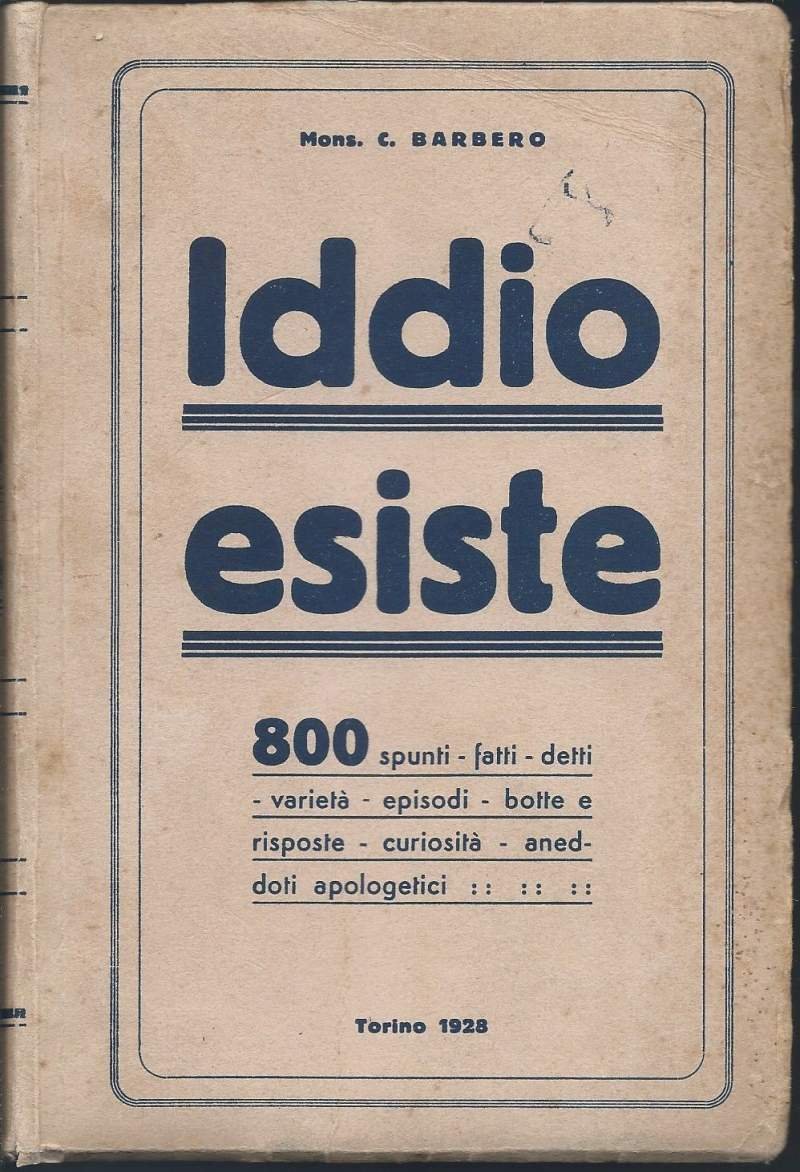 Mons. C. BARBERO
Iddio
esiste
800 spunti - fatti - detti
- varietà - episodi - botte e
risposte - curiosità - aned-
doti apologetici :: :: ::
Torino 1928